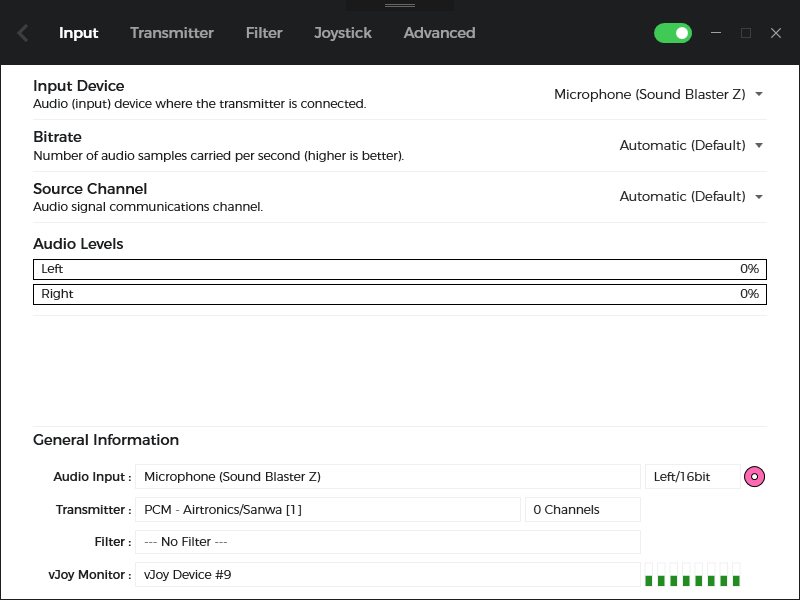 Input Transmitter Filter Joystick Advanced
Input Device
Audio (input) device where the transmitter is connected.
Microphone (Sound Blaster Z)
Bitrate
Number of audio samples carried per second (higher is better).
Automatic (Default)
Source Channel
Audio signal communications channel.
Automatic (Default)
Audio Levels
Left 0%
Right 0%
General Information
Audio Input : Microphone (Sound Blaster Z) Left/16bit
Transmitter : PCM - Airtronics/Sanwa [1] 0 Channels
Filter : --- No Filter ---
vJoy Monitor : vJoy Device #9